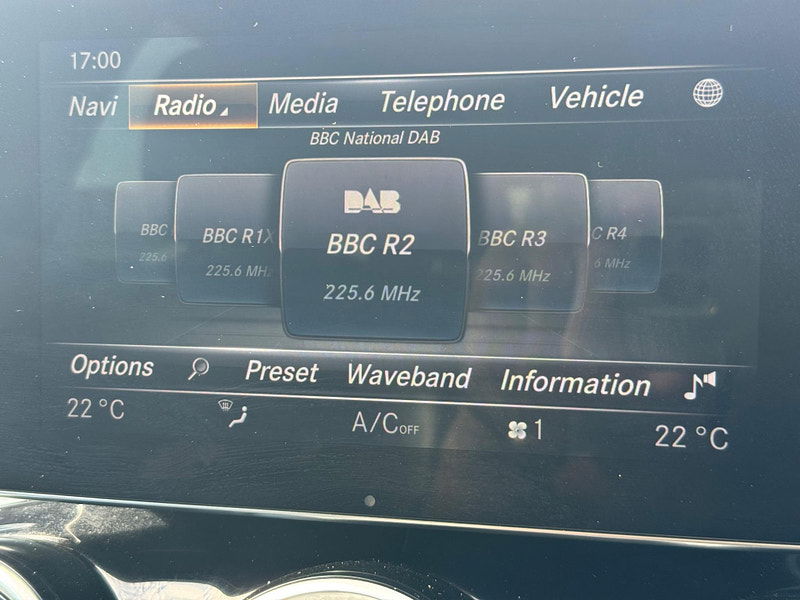 17:00
Navi Radio Media Telephone Vehicle
BBC National DAB
DAB
BBC BBC R1X BBC R2 BBC R3 C R4
225.6 225.6 MHz 225.6 MHz 225.6 MHz 6 MHz
Options Preset Waveband Information
22 °C A/C OFF 1 22 °C